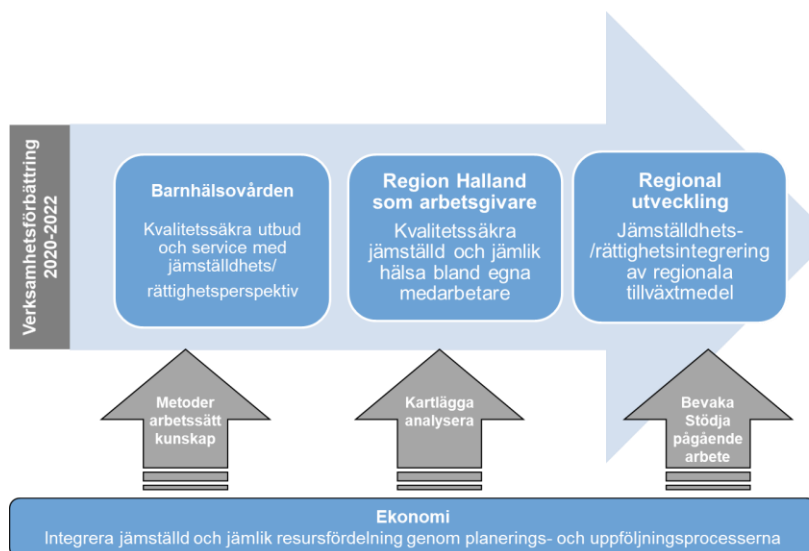 Verksamhetsförbättring
2020-2022
Barnhälsovården
Kvalitetssäkra utbud
och service med
jämställdhets/
rättighetsperspektiv
Region Halland
som arbetsgivare
Kvalitetssäkra
jämställd och jämlik
hälsa bland egna
medarbetare
Regional
utveckling
Jämställdhets-
/rättighetsintegrering
av regionala
tillväxtmedel
Metoder
arbetssätt
kunskap
Kartlägga
analysera
Bevaka
Stödja
pågående
arbete
Ekonomi
Integrera jämställd och jämlik resursfördelning genom planerings- och uppföljningsprocesserna